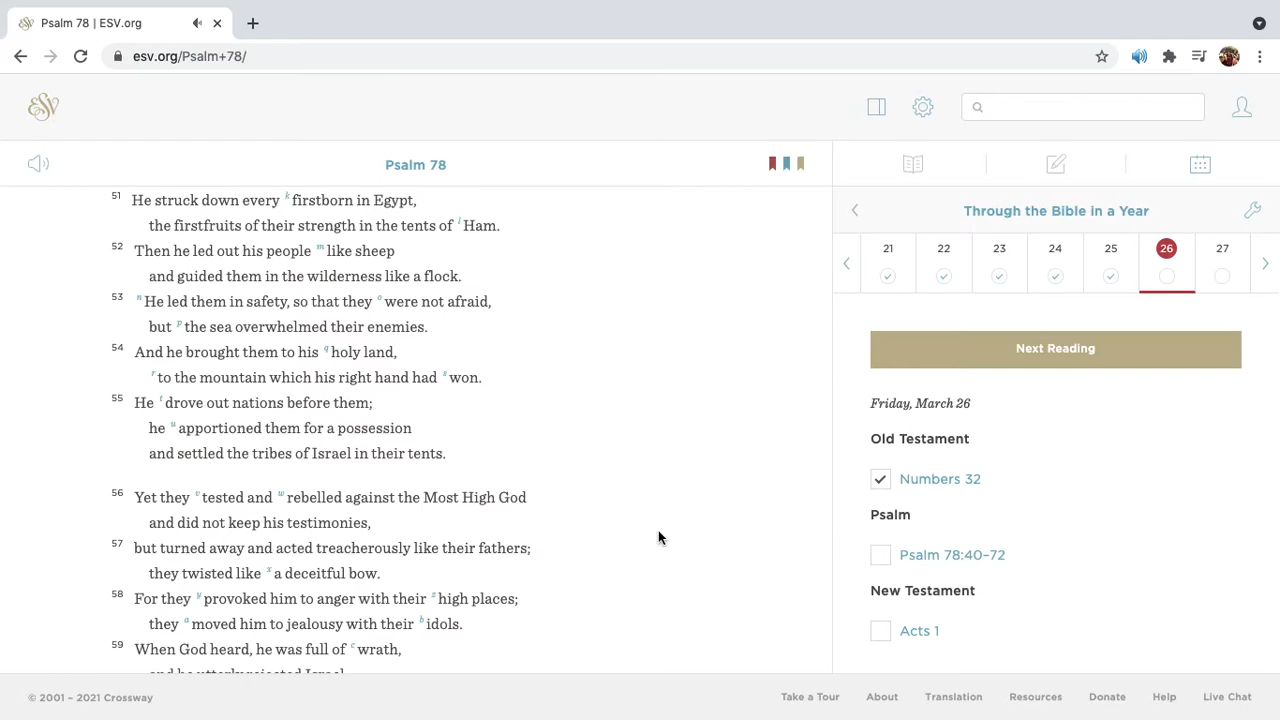 Psalm 78 | ESV.org
esv.org/Psalm+78/
ESV
Psalm 78
51 He struck down every k firstborn in Egypt,
the firstfruits of their strength in the tents of l Ham.
52 Then he led out his people m like sheep
and guided them in the wilderness like a flock.
53 n He led them in safety, so that they o were not afraid,
but p the sea overwhelmed their enemies.
54 And he brought them to his q holy land,
r to the mountain which his right hand had s won.
55 He t drove out nations before them;
he u apportioned them for a possession
and settled the tribes of Israel in their tents.
56 Yet they v tested and w rebelled against the Most High God
and did not keep his testimonies,
57 but turned away and acted treacherously like their fathers;
they twisted like x a deceitful bow.
58 For they y provoked him to anger with their z high places;
they a moved him to jealousy with their b idols.
59 When God heard, he was full of c wrath,
and he utterly rejected Israel
Through the Bible in a Year
21 22 23 24 25 26 27
Next Reading
Friday, March 26
Old Testament
Numbers 32
Psalm
Psalm 78:40–72
New Testament
Acts 1
© 2001 – 2021 Crossway
Take a Tour About Translation Resources Donate Help Live Chat